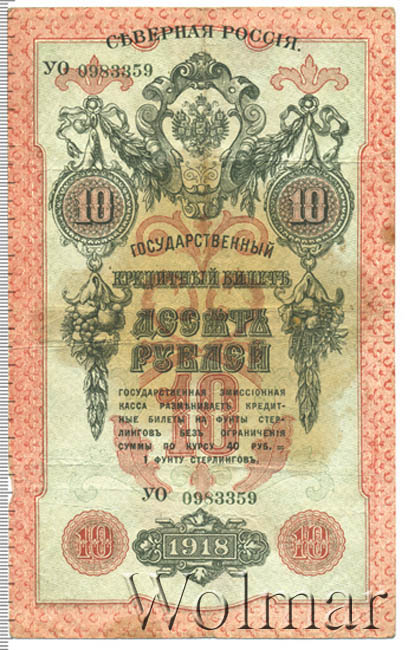 СѢВЕРНАЯ РОССІЯ.
УО 0983359
10 10
ГОСУДАРСТВЕННЫЙ
КРЕДИТНЫЙ БИЛЕТЪ
ДЕСЯТЬ
РУБЛЕЙ
10
ГОСУДАРСТВЕННАЯ ЭМИССІОННАЯ
КАССА РАЗМѢНИВАЕТЪ КРЕДИТ-
НЫЕ БИЛЕТЫ НА ФУНТЫ СТЕР-
ЛИНГОВЪ БЕЗЪ ОГРАНИЧЕНІЯ
СУММЫ ПО КУРСУ 40 РУБ. =
1 ФУНТУ СТЕРЛИНГОВЪ.
УО 0983359
10 1918 10
Wolmar